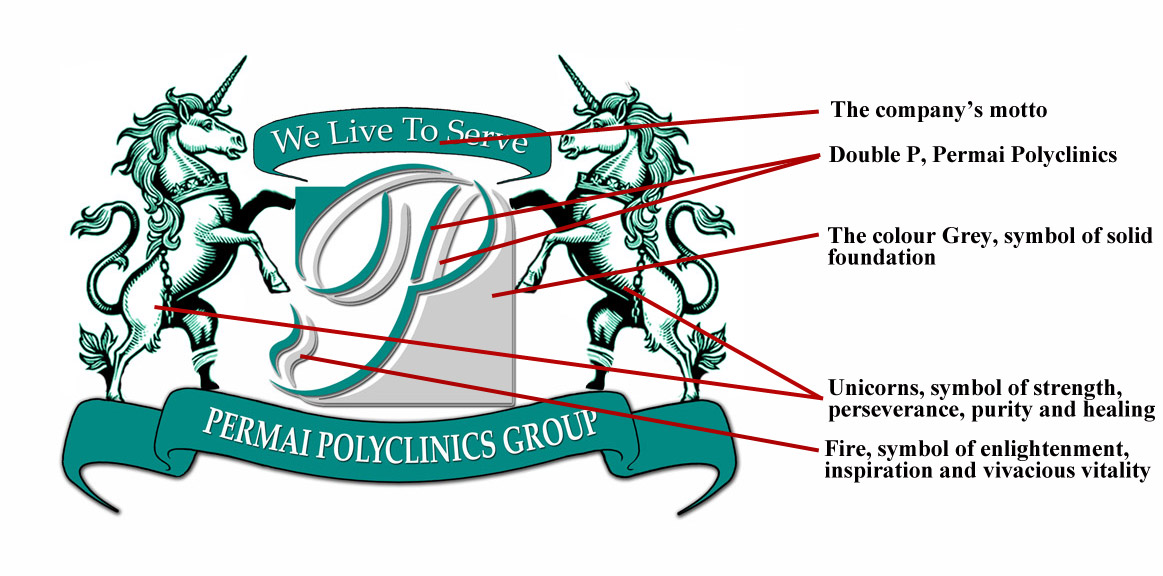 We Live To Serve
The company's motto
Double P, Permai Polyclinics
The colour Grey, symbol of solid
foundation
Unicorns, symbol of strength,
perseverance, purity and healing
Fire, symbol of enlightenment,
inspiration and vivacious vitality
PERMAI POLYCLINICS GROUP